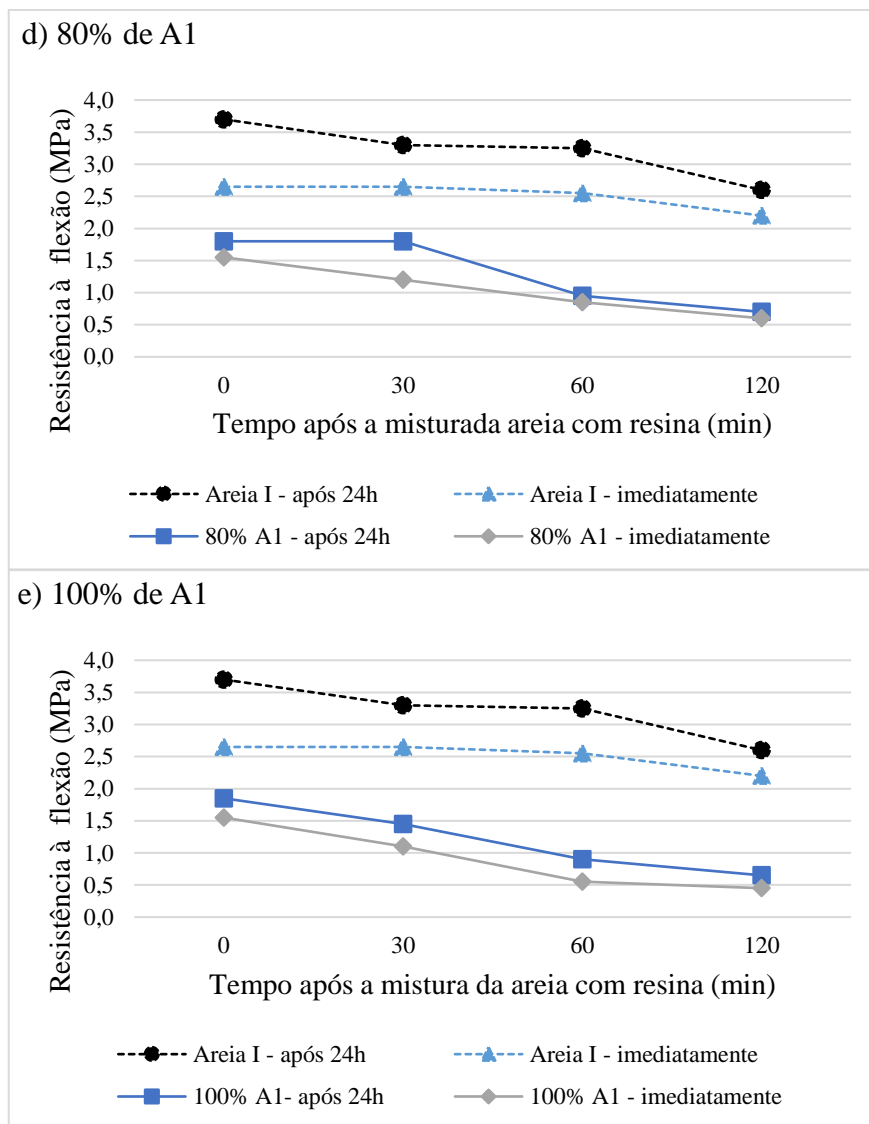 d) 80% de A1
Resistência à flexão (MPa)
4,0
3,5
3,0
2,5
2,0
1,5
1,0
0,5
0,0
0 30 60 120
Tempo após a misturada areia com resina (min)
Areia I - após 24h Areia I - imediatamente
80% A1 - após 24h 80% A1 - imediatamente
e) 100% de A1
Resistência à flexão (MPa)
4,0
3,5
3,0
2,5
2,0
1,5
1,0
0,5
0,0
0 30 60 120
Tempo após a mistura da areia com resina (min)
Areia I - após 24h Areia I - imediatamente
100% A1- após 24h 100% A1 - imediatamente